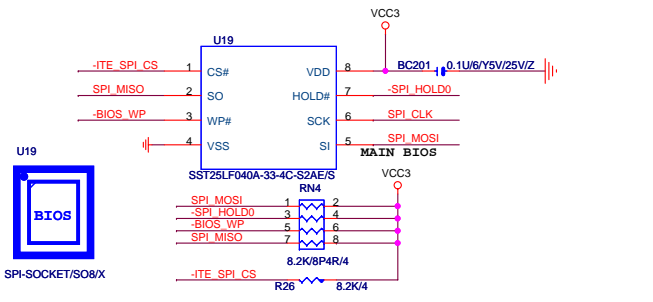 VCC3
U19
BC201 0.1U/6/Y5V/25V/Z
-ITE_SPI_CS 1 CS# VDD 8
SPI_MISO 2 SO HOLD# 7 -SPI_HOLD0
-BIOS_WP 3 WP# SCK 6 SPI_CLK
4 VSS SI 5 SPI_MOSI
MAIN BIOS
U19
SST25LF040A-33-4C-S2AE/S
VCC3
RN4
SPI_MOSI 1 2
-SPI_HOLD0 3 4
-BIOS_WP 5 6
SPI_MISO 7 8
BIOS
8.2K/8P4R/4
SPI-SOCKET/SO8/X
-ITE_SPI_CS
R26 8.2K/4